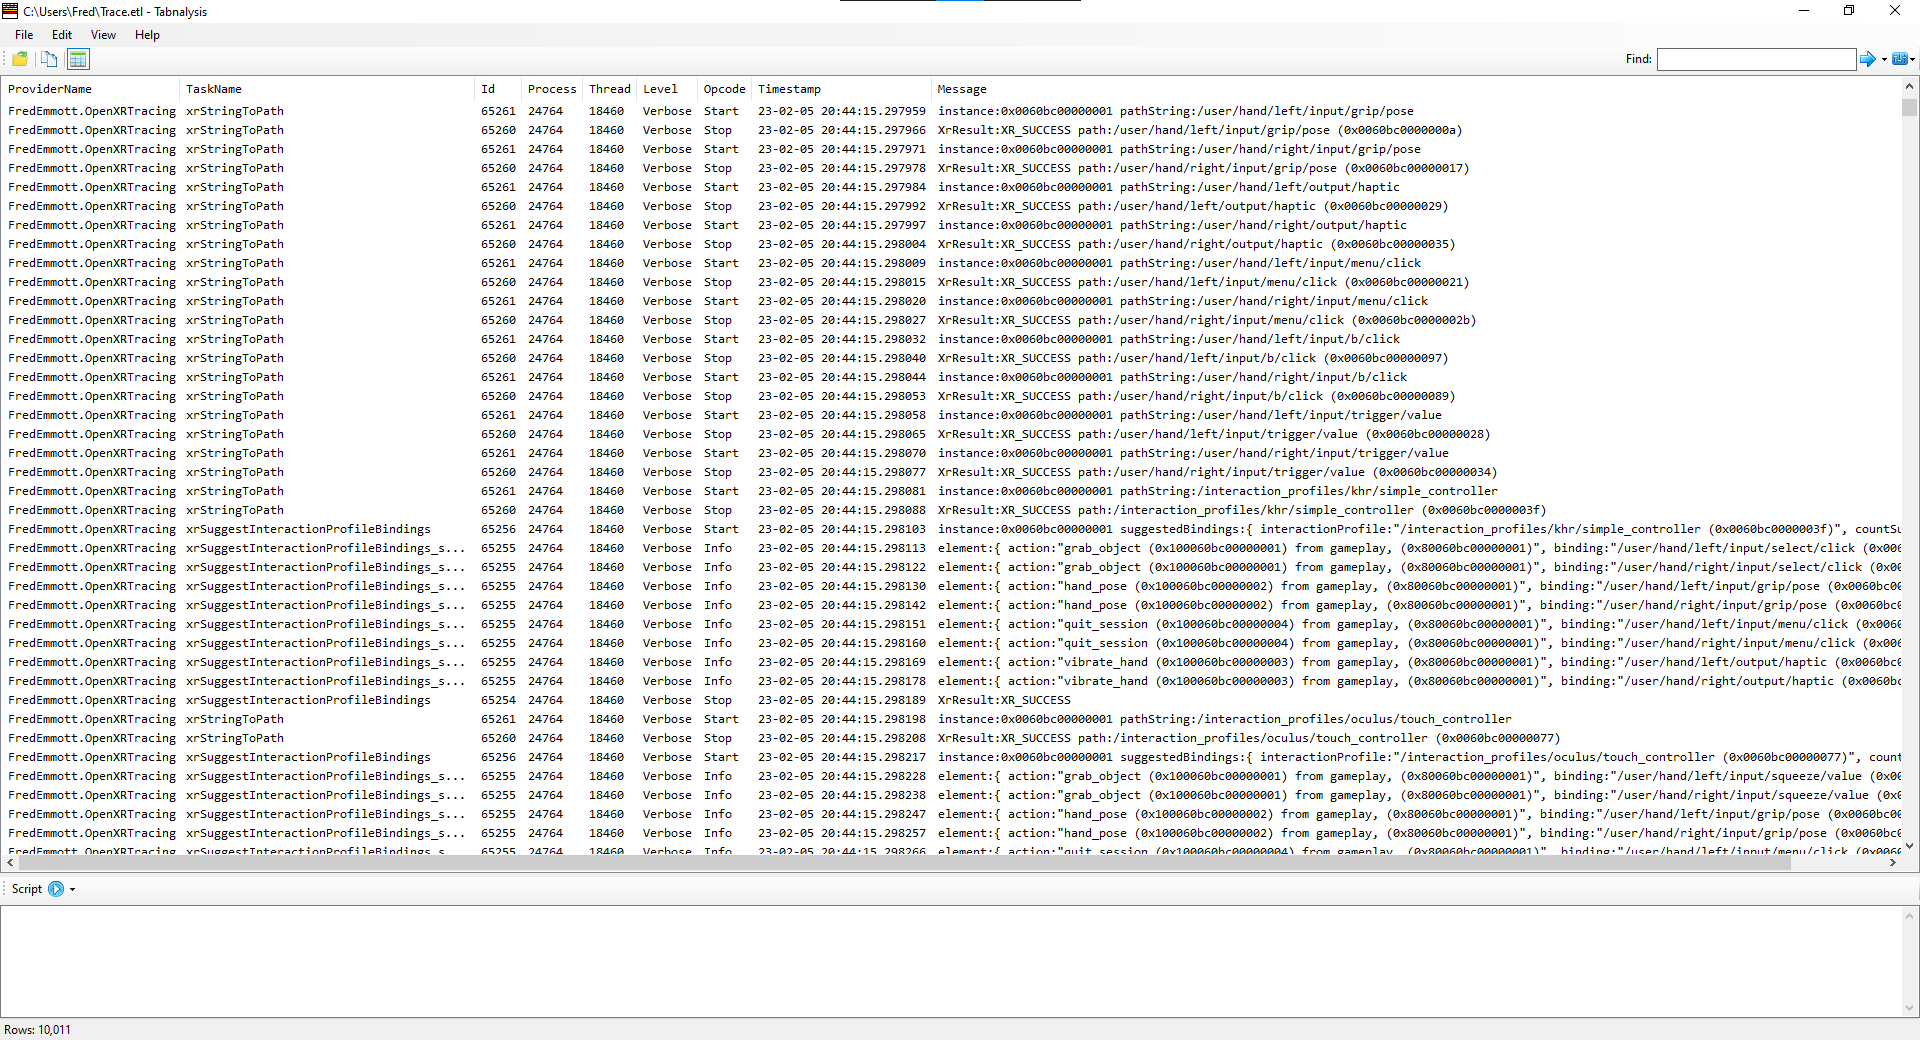 C:\Users\Fred\Trace.etl - Tabnalysis
File Edit View Help
Find:
ProviderName TaskName Id Process Thread Level Opcode Timestamp Message
FredEmmott.OpenXRTracing xrStringToPath 65261 24764 18460 Verbose Start 23-02-05 20:44:15.297959 instance:0x0060bc00000001 pathString:/user/hand/left/input/grip/pose
FredEmmott.OpenXRTracing xrStringToPath 65260 24764 18460 Verbose Stop 23-02-05 20:44:15.297966 XrResult:XR_SUCCESS path:/user/hand/left/input/grip/pose (0x0060bc0000000a)
FredEmmott.OpenXRTracing xrStringToPath 65261 24764 18460 Verbose Start 23-02-05 20:44:15.297971 instance:0x0060bc00000001 pathString:/user/hand/right/input/grip/pose
FredEmmott.OpenXRTracing xrStringToPath 65260 24764 18460 Verbose Stop 23-02-05 20:44:15.297978 XrResult:XR_SUCCESS path:/user/hand/right/input/grip/pose (0x0060bc00000017)
FredEmmott.OpenXRTracing xrStringToPath 65261 24764 18460 Verbose Start 23-02-05 20:44:15.297984 instance:0x0060bc00000001 pathString:/user/hand/left/output/haptic
FredEmmott.OpenXRTracing xrStringToPath 65260 24764 18460 Verbose Stop 23-02-05 20:44:15.297992 XrResult:XR_SUCCESS path:/user/hand/left/output/haptic (0x0060bc00000029)
FredEmmott.OpenXRTracing xrStringToPath 65261 24764 18460 Verbose Start 23-02-05 20:44:15.297997 instance:0x0060bc00000001 pathString:/user/hand/right/output/haptic
FredEmmott.OpenXRTracing xrStringToPath 65260 24764 18460 Verbose Stop 23-02-05 20:44:15.298004 XrResult:XR_SUCCESS path:/user/hand/right/output/haptic (0x0060bc00000035)
FredEmmott.OpenXRTracing xrStringToPath 65261 24764 18460 Verbose Start 23-02-05 20:44:15.298009 instance:0x0060bc00000001 pathString:/user/hand/left/input/menu/click
FredEmmott.OpenXRTracing xrStringToPath 65260 24764 18460 Verbose Stop 23-02-05 20:44:15.298015 XrResult:XR_SUCCESS path:/user/hand/left/input/menu/click (0x0060bc00000021)
FredEmmott.OpenXRTracing xrStringToPath 65261 24764 18460 Verbose Start 23-02-05 20:44:15.298020 instance:0x0060bc00000001 pathString:/user/hand/right/input/menu/click
FredEmmott.OpenXRTracing xrStringToPath 65260 24764 18460 Verbose Stop 23-02-05 20:44:15.298027 XrResult:XR_SUCCESS path:/user/hand/right/input/menu/click (0x0060bc0000002b)
FredEmmott.OpenXRTracing xrStringToPath 65261 24764 18460 Verbose Start 23-02-05 20:44:15.298032 instance:0x0060bc00000001 pathString:/user/hand/left/input/b/click
FredEmmott.OpenXRTracing xrStringToPath 65260 24764 18460 Verbose Stop 23-02-05 20:44:15.298040 XrResult:XR_SUCCESS path:/user/hand/left/input/b/click (0x0060bc00000097)
FredEmmott.OpenXRTracing xrStringToPath 65261 24764 18460 Verbose Start 23-02-05 20:44:15.298044 instance:0x0060bc00000001 pathString:/user/hand/right/input/b/click
FredEmmott.OpenXRTracing xrStringToPath 65260 24764 18460 Verbose Stop 23-02-05 20:44:15.298053 XrResult:XR_SUCCESS path:/user/hand/right/input/b/click (0x0060bc00000089)
FredEmmott.OpenXRTracing xrStringToPath 65261 24764 18460 Verbose Start 23-02-05 20:44:15.298058 instance:0x0060bc00000001 pathString:/user/hand/left/input/trigger/value
FredEmmott.OpenXRTracing xrStringToPath 65260 24764 18460 Verbose Stop 23-02-05 20:44:15.298065 XrResult:XR_SUCCESS path:/user/hand/left/input/trigger/value (0x0060bc00000028)
FredEmmott.OpenXRTracing xrStringToPath 65261 24764 18460 Verbose Start 23-02-05 20:44:15.298070 instance:0x0060bc00000001 pathString:/user/hand/right/input/trigger/value
FredEmmott.OpenXRTracing xrStringToPath 65260 24764 18460 Verbose Stop 23-02-05 20:44:15.298077 XrResult:XR_SUCCESS path:/user/hand/right/input/trigger/value (0x0060bc00000034)
FredEmmott.OpenXRTracing xrStringToPath 65261 24764 18460 Verbose Start 23-02-05 20:44:15.298081 instance:0x0060bc00000001 pathString:/interaction_profiles/khr/simple_controller
FredEmmott.OpenXRTracing xrStringToPath 65260 24764 18460 Verbose Stop 23-02-05 20:44:15.298088 XrResult:XR_SUCCESS path:/interaction_profiles/khr/simple_controller (0x0060bc0000003f)
FredEmmott.OpenXRTracing xrSuggestInteractionProfileBindings 65256 24764 18460 Verbose Start 23-02-05 20:44:15.298103 instance:0x0060bc00000001 suggestedBindings:{ interactionProfile:"/interaction_profiles/khr/simple_controller (0x0060bc0000003f)", countSu
FredEmmott.OpenXRTracing xrSuggestInteractionProfileBindings_s... 65255 24764 18460 Verbose Info 23-02-05 20:44:15.298113 element:{ action:"grab_object (0x100060bc00000001) from gameplay, (0x80060bc00000001)", binding:"/user/hand/left/input/select/click (0x006
FredEmmott.OpenXRTracing xrSuggestInteractionProfileBindings_s... 65255 24764 18460 Verbose Info 23-02-05 20:44:15.298122 element:{ action:"grab_object (0x100060bc00000001) from gameplay, (0x80060bc00000001)", binding:"/user/hand/right/input/select/click (0x00
FredEmmott.OpenXRTracing xrSuggestInteractionProfileBindings_s... 65255 24764 18460 Verbose Info 23-02-05 20:44:15.298130 element:{ action:"hand_pose (0x100060bc00000002) from gameplay, (0x80060bc00000001)", binding:"/user/hand/left/input/grip/pose (0x0060bc0
FredEmmott.OpenXRTracing xrSuggestInteractionProfileBindings_s... 65255 24764 18460 Verbose Info 23-02-05 20:44:15.298142 element:{ action:"hand_pose (0x100060bc00000002) from gameplay, (0x80060bc00000001)", binding:"/user/hand/right/input/grip/pose (0x0060bc
FredEmmott.OpenXRTracing xrSuggestInteractionProfileBindings_s... 65255 24764 18460 Verbose Info 23-02-05 20:44:15.298151 element:{ action:"quit_session (0x100060bc00000004) from gameplay, (0x80060bc00000001)", binding:"/user/hand/left/input/menu/click (0x006
FredEmmott.OpenXRTracing xrSuggestInteractionProfileBindings_s... 65255 24764 18460 Verbose Info 23-02-05 20:44:15.298160 element:{ action:"quit_session (0x100060bc00000004) from gameplay, (0x80060bc00000001)", binding:"/user/hand/right/input/menu/click (0x006
FredEmmott.OpenXRTracing xrSuggestInteractionProfileBindings_s... 65255 24764 18460 Verbose Info 23-02-05 20:44:15.298169 element:{ action:"vibrate_hand (0x100060bc00000003) from gameplay, (0x80060bc00000001)", binding:"/user/hand/left/output/haptic (0x0060bc0
FredEmmott.OpenXRTracing xrSuggestInteractionProfileBindings_s... 65255 24764 18460 Verbose Info 23-02-05 20:44:15.298178 element:{ action:"vibrate_hand (0x100060bc00000003) from gameplay, (0x80060bc00000001)", binding:"/user/hand/right/output/haptic (0x0060bc
FredEmmott.OpenXRTracing xrSuggestInteractionProfileBindings 65254 24764 18460 Verbose Stop 23-02-05 20:44:15.298189 XrResult:XR_SUCCESS
FredEmmott.OpenXRTracing xrStringToPath 65261 24764 18460 Verbose Start 23-02-05 20:44:15.298198 instance:0x0060bc00000001 pathString:/interaction_profiles/oculus/touch_controller
FredEmmott.OpenXRTracing xrStringToPath 65260 24764 18460 Verbose Stop 23-02-05 20:44:15.298208 XrResult:XR_SUCCESS path:/interaction_profiles/oculus/touch_controller (0x0060bc00000077)
FredEmmott.OpenXRTracing xrSuggestInteractionProfileBindings 65256 24764 18460 Verbose Start 23-02-05 20:44:15.298217 instance:0x0060bc00000001 suggestedBindings:{ interactionProfile:"/interaction_profiles/oculus/touch_controller (0x0060bc00000077)", count
FredEmmott.OpenXRTracing xrSuggestInteractionProfileBindings_s... 65255 24764 18460 Verbose Info 23-02-05 20:44:15.298228 element:{ action:"grab_object (0x100060bc00000001) from gameplay, (0x80060bc00000001)", binding:"/user/hand/left/input/squeeze/value (0x00
FredEmmott.OpenXRTracing xrSuggestInteractionProfileBindings_s... 65255 24764 18460 Verbose Info 23-02-05 20:44:15.298238 element:{ action:"grab_object (0x100060bc00000001) from gameplay, (0x80060bc00000001)", binding:"/user/hand/right/input/squeeze/value (0x0
FredEmmott.OpenXRTracing xrSuggestInteractionProfileBindings_s... 65255 24764 18460 Verbose Info 23-02-05 20:44:15.298247 element:{ action:"hand_pose (0x100060bc00000002) from gameplay, (0x80060bc00000001)", binding:"/user/hand/left/input/grip/pose (0x0060bc0
FredEmmott.OpenXRTracing xrSuggestInteractionProfileBindings_s... 65255 24764 18460 Verbose Info 23-02-05 20:44:15.298257 element:{ action:"hand_pose (0x100060bc00000002) from gameplay, (0x80060bc00000001)", binding:"/user/hand/right/input/grip/pose (0x0060bc
FredEmmott.OpenXRTracing xrSuggestInteractionProfileBindings_s 65255 24764 18460 Verbose Info 23-02-05 20:44:15.298266 element:{ action:"quit_session (0x100060bc00000004) from gameplay, (0x80060bc00000001)", binding:"/user/hand/left/input/menu/click (0x006
Script
Rows: 10,011